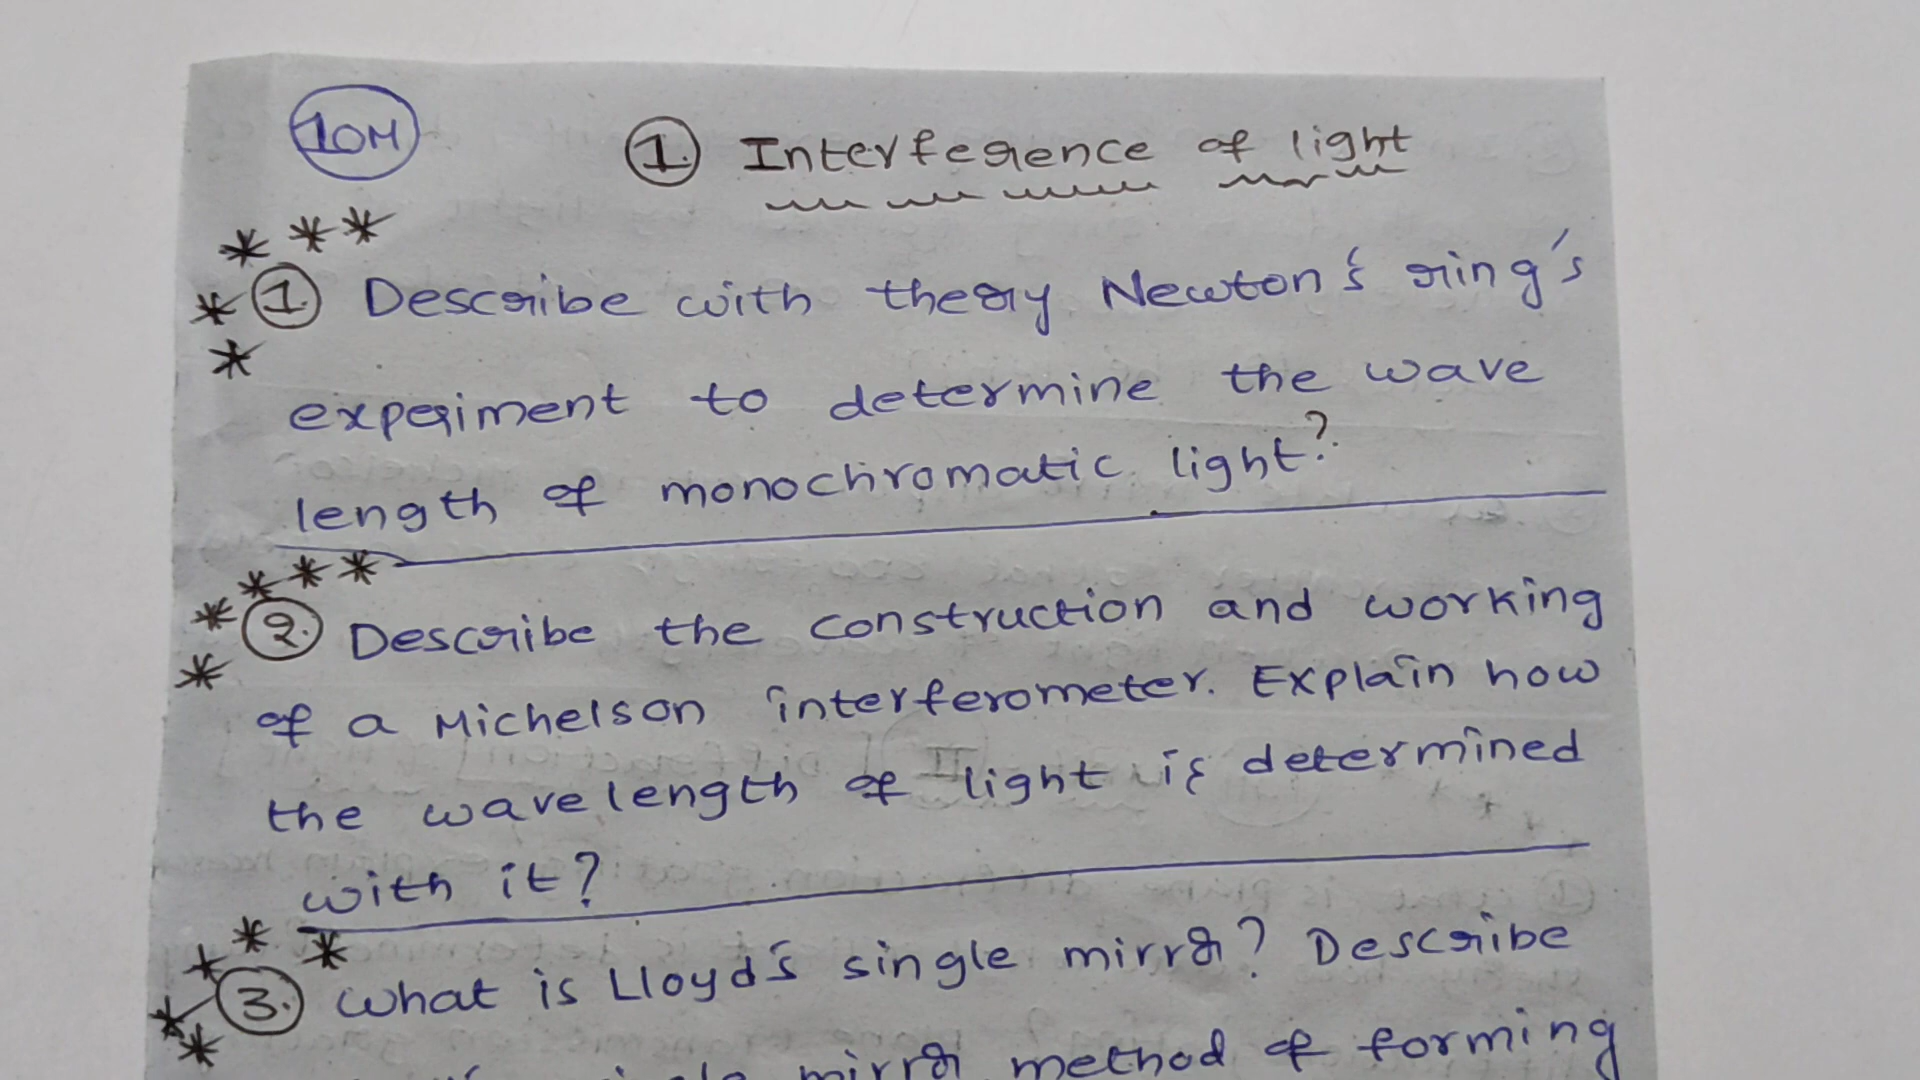 10M
1. Interference of light
* * *
* 1. Describe with theory Newton's ring's
*
experiment to determine the wave
length of monochromatic light?
* * *
* 2. Describe the construction and working
*
of a Michelson interferometer. Explain how
the wavelength of light is determined
with it?
* * *
* 3. What is Lloyd's single mirror? Describe
*
mirror method of forming